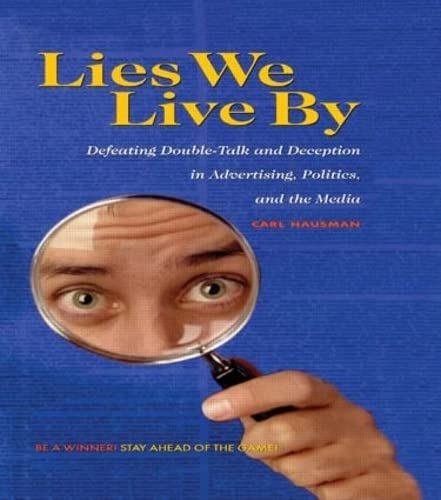 Lies We
Live By
Defeating Double-Talk and Deception
in Advertising, Politics,
and the Media
CARL HAUSMAN
BE A WINNER! STAY AHEAD OF THE GAME!